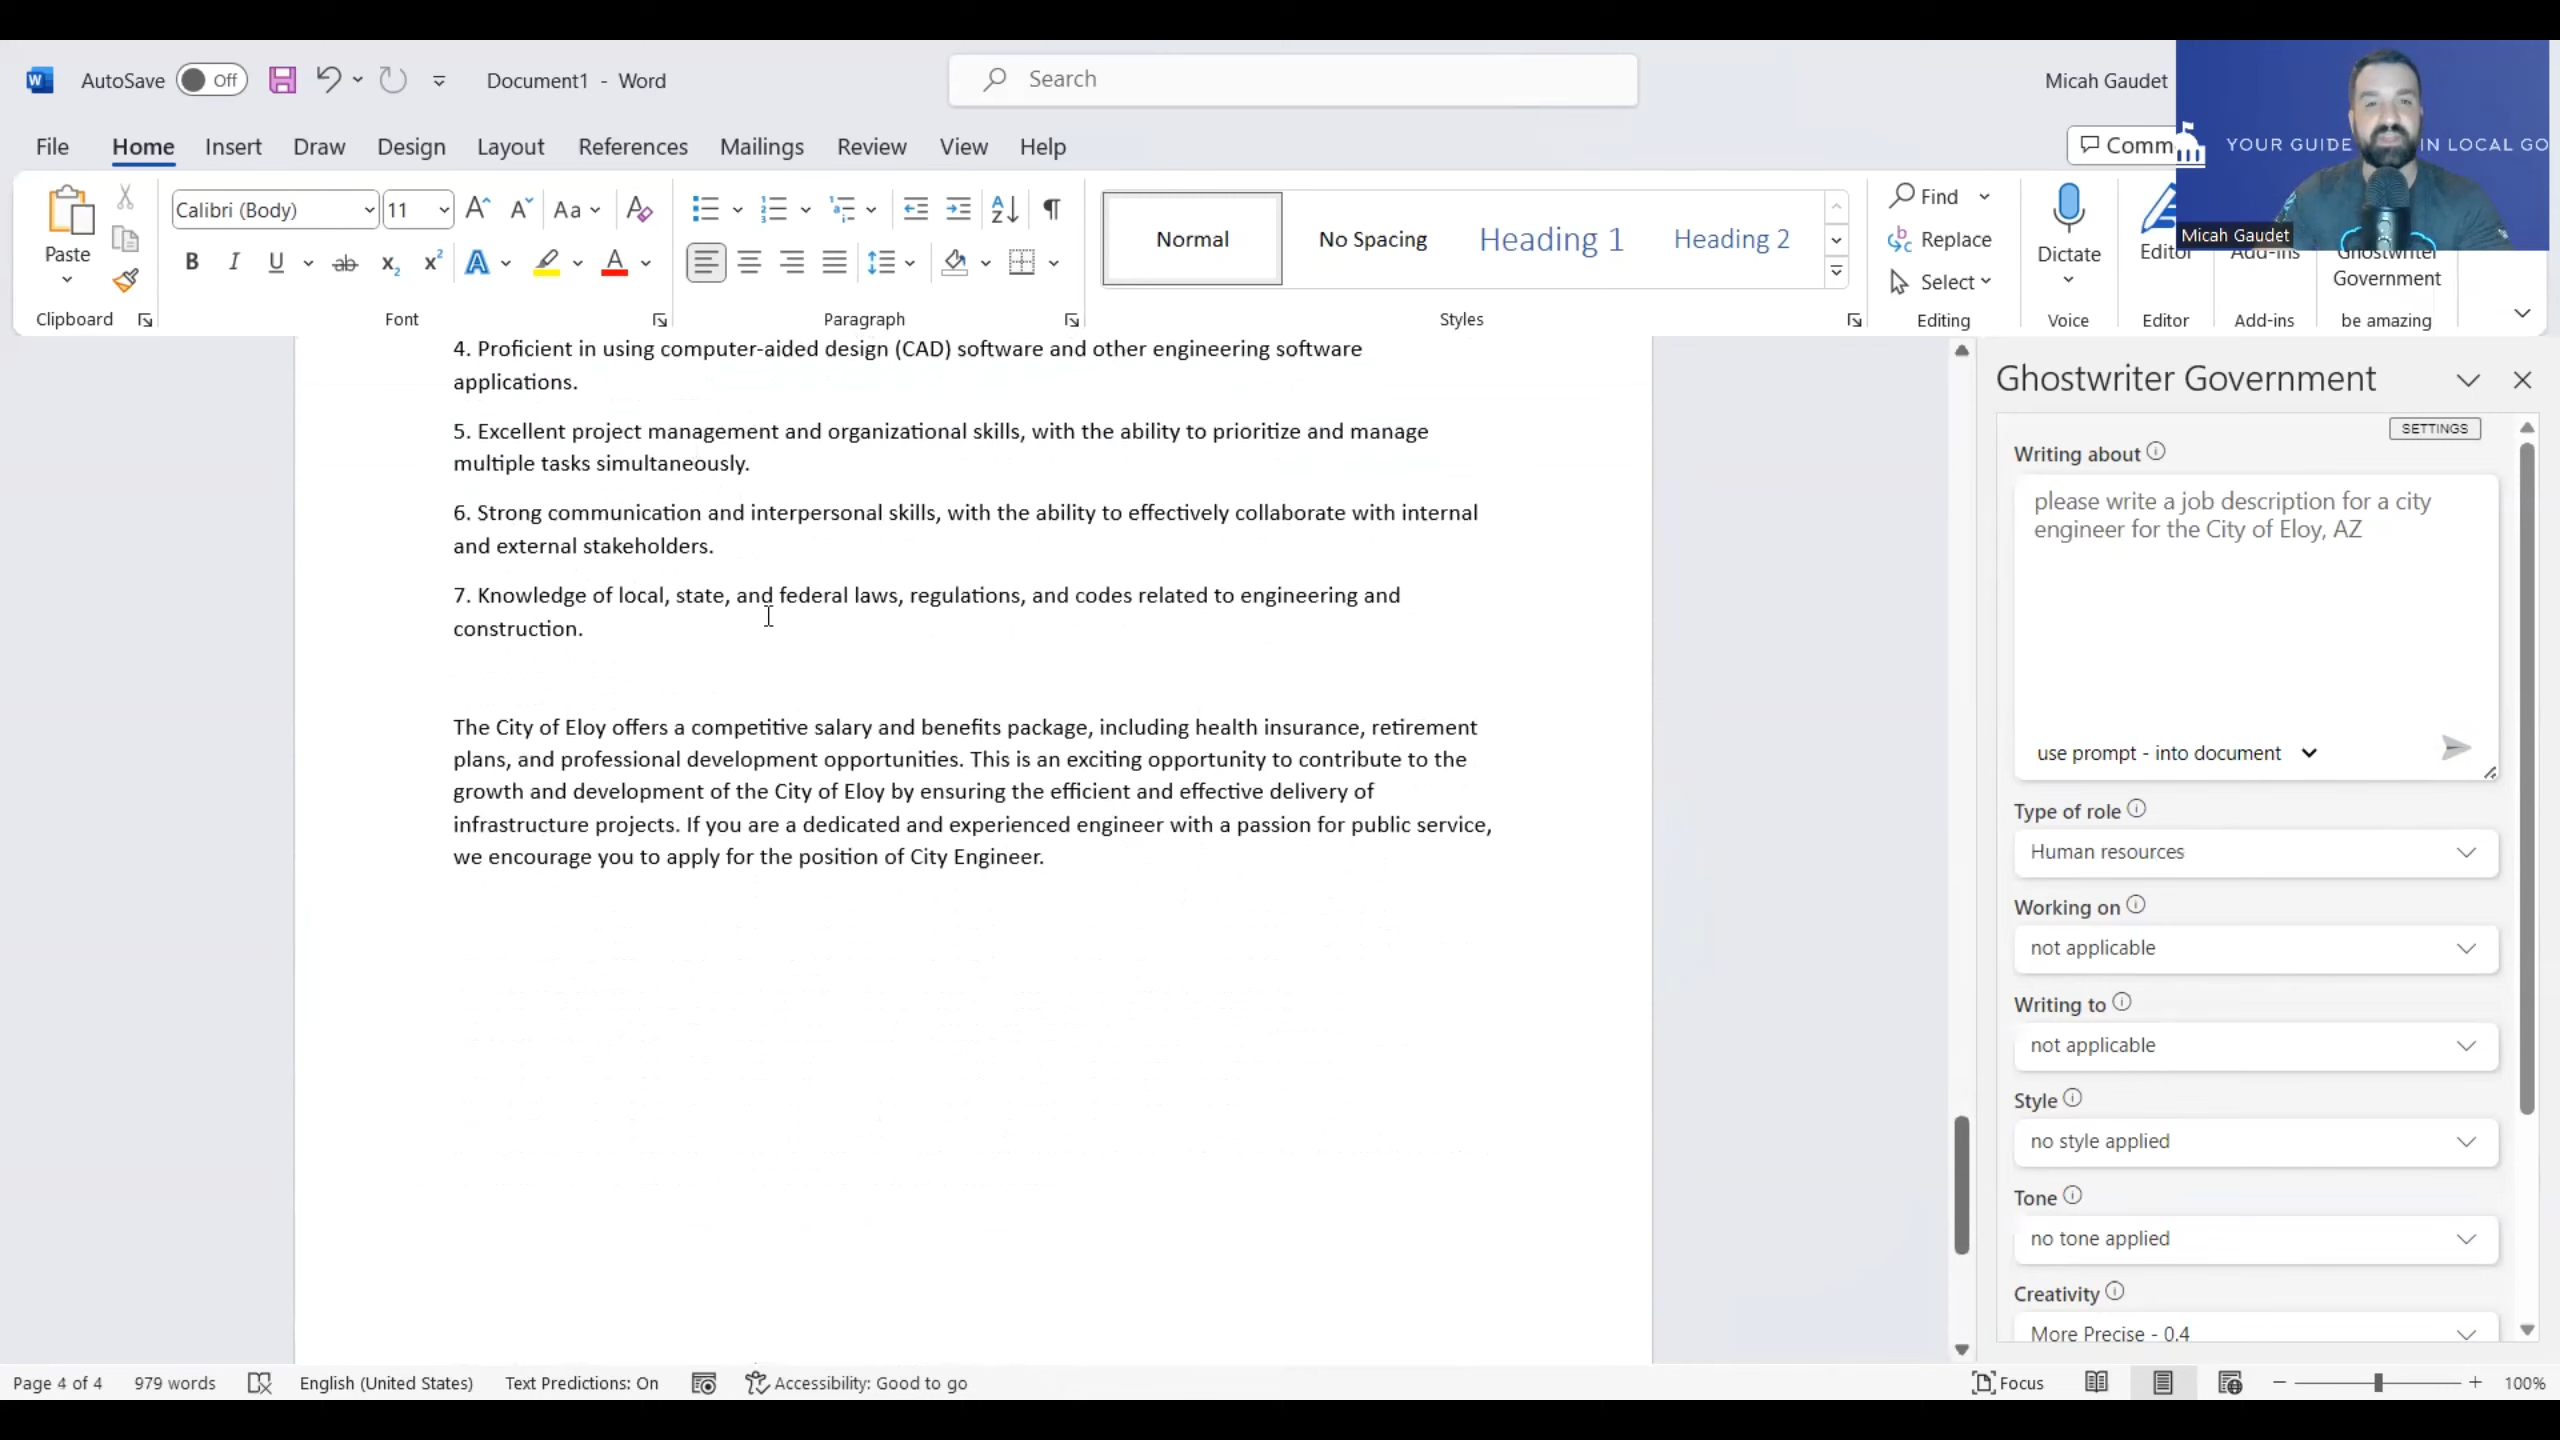 AutoSave Off Document1 - Word Search Micah Gaudet
File Home Insert Draw Design Layout References Mailings Review View Help Comm
YOUR GUIDE IN LOCAL GO
Micah Gaudet
Calibri (Body) 11 Aa
Paste
Normal No Spacing Heading 1 Heading 2
Find
Replace
Select
Dictate Editor Add-ins Ghostwriter
Government
Clipboard Font Paragraph Styles Editing Voice Editor Add-ins be amazing
4. Proficient in using computer-aided design (CAD) software and other engineering software
applications.
5. Excellent project management and organizational skills, with the ability to prioritize and manage
multiple tasks simultaneously.
6. Strong communication and interpersonal skills, with the ability to effectively collaborate with internal
and external stakeholders.
7. Knowledge of local, state, and federal laws, regulations, and codes related to engineering and
construction.
The City of Eloy offers a competitive salary and benefits package, including health insurance, retirement
plans, and professional development opportunities. This is an exciting opportunity to contribute to the
growth and development of the City of Eloy by ensuring the efficient and effective delivery of
infrastructure projects. If you are a dedicated and experienced engineer with a passion for public service,
we encourage you to apply for the position of City Engineer.
Ghostwriter Government
SETTINGS
Writing about
please write a job description for a city
engineer for the City of Eloy, AZ
use prompt - into document
Type of role
Human resources
Working on
not applicable
Writing to
not applicable
Style
no style applied
Tone
no tone applied
Creativity
More Precise - 0.4
Page 4 of 4 979 words English (United States) Text Predictions: On Accessibility: Good to go Focus 100%